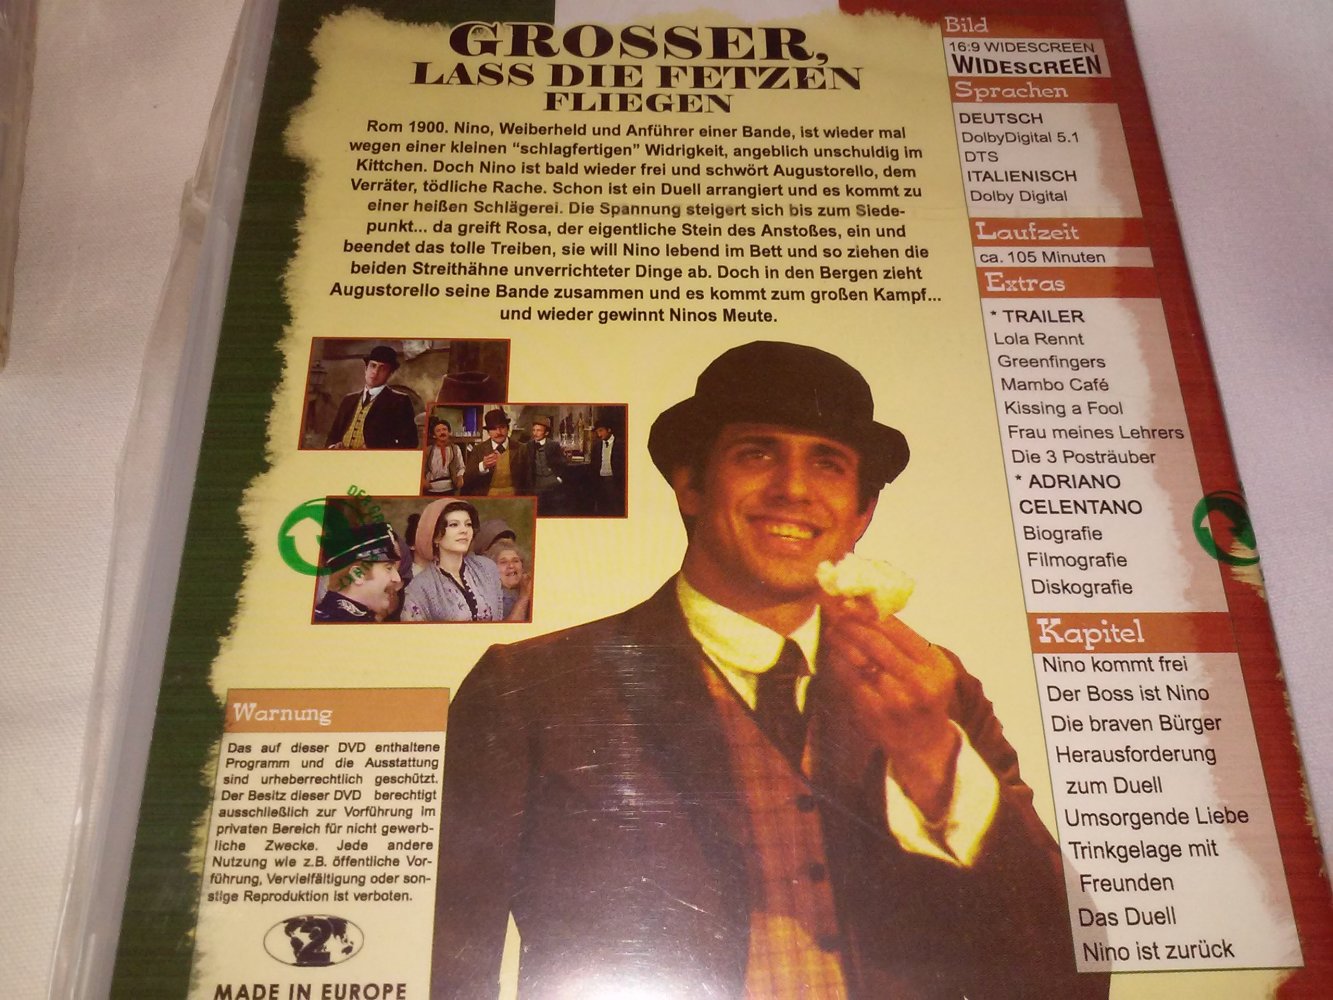 GROSSER,
LASS DIE FETZEN
FLIEGEN
Rom 1900. Nino, Weiberheld und Anführer einer Bande, ist wieder mal
wegen einer kleinen “schlagfertigen” Widrigkeit, angeblich unschuldig im
Kittchen. Doch Nino ist bald wieder frei und schwört Augustorello, dem
Verräter, tödliche Rache. Schon ist ein Duell arrangiert und es kommt zu
einer heißen Schlägerei. Die Spannung steigert sich bis zum Siede-
punkt... da greift Rosa, der eigentliche Stein des Anstoßes, ein und
beendet das tolle Treiben, sie will Nino lebend im Bett und so ziehen die
beiden Streithähne unverrichteter Dinge ab. Doch in den Bergen zieht
Augustorello seine Bande zusammen und es kommt zum großen Kampf...
und wieder gewinnt Ninos Meute.
Bild
16:9 WIDESCREEN
WIDESCREEN
Sprachen
DEUTSCH
DolbyDigital 5.1
DTS
ITALIENISCH
Dolby Digital
Laufzeit
ca. 105 Minuten
Extras
* TRAILER
Lola Rennt
Greenfingers
Mambo Café
Kissing a Fool
Frau meines Lehrers
Die 3 Posträuber
* ADRIANO
CELENTANO
Biografie
Filmografie
Diskografie
Kapitel
Nino kommt frei
Der Boss ist Nino
Die braven Bürger
Herausforderung
zum Duell
Umsorgende Liebe
Trinkgelage mit
Freunden
Das Duell
Nino ist zurück
Warnung
Das auf dieser DVD enthaltene
Programm und die Ausstattung
sind urheberrechtlich geschützt.
Der Besitz dieser DVD berechtigt
ausschließlich zur Vorführung im
privaten Bereich für nicht gewerb-
liche Zwecke. Jede andere
Nutzung wie z.B. öffentliche Vor-
führung, Vervielfältigung oder son-
stige Reproduktion ist verboten.
2
MADE IN EUROPE